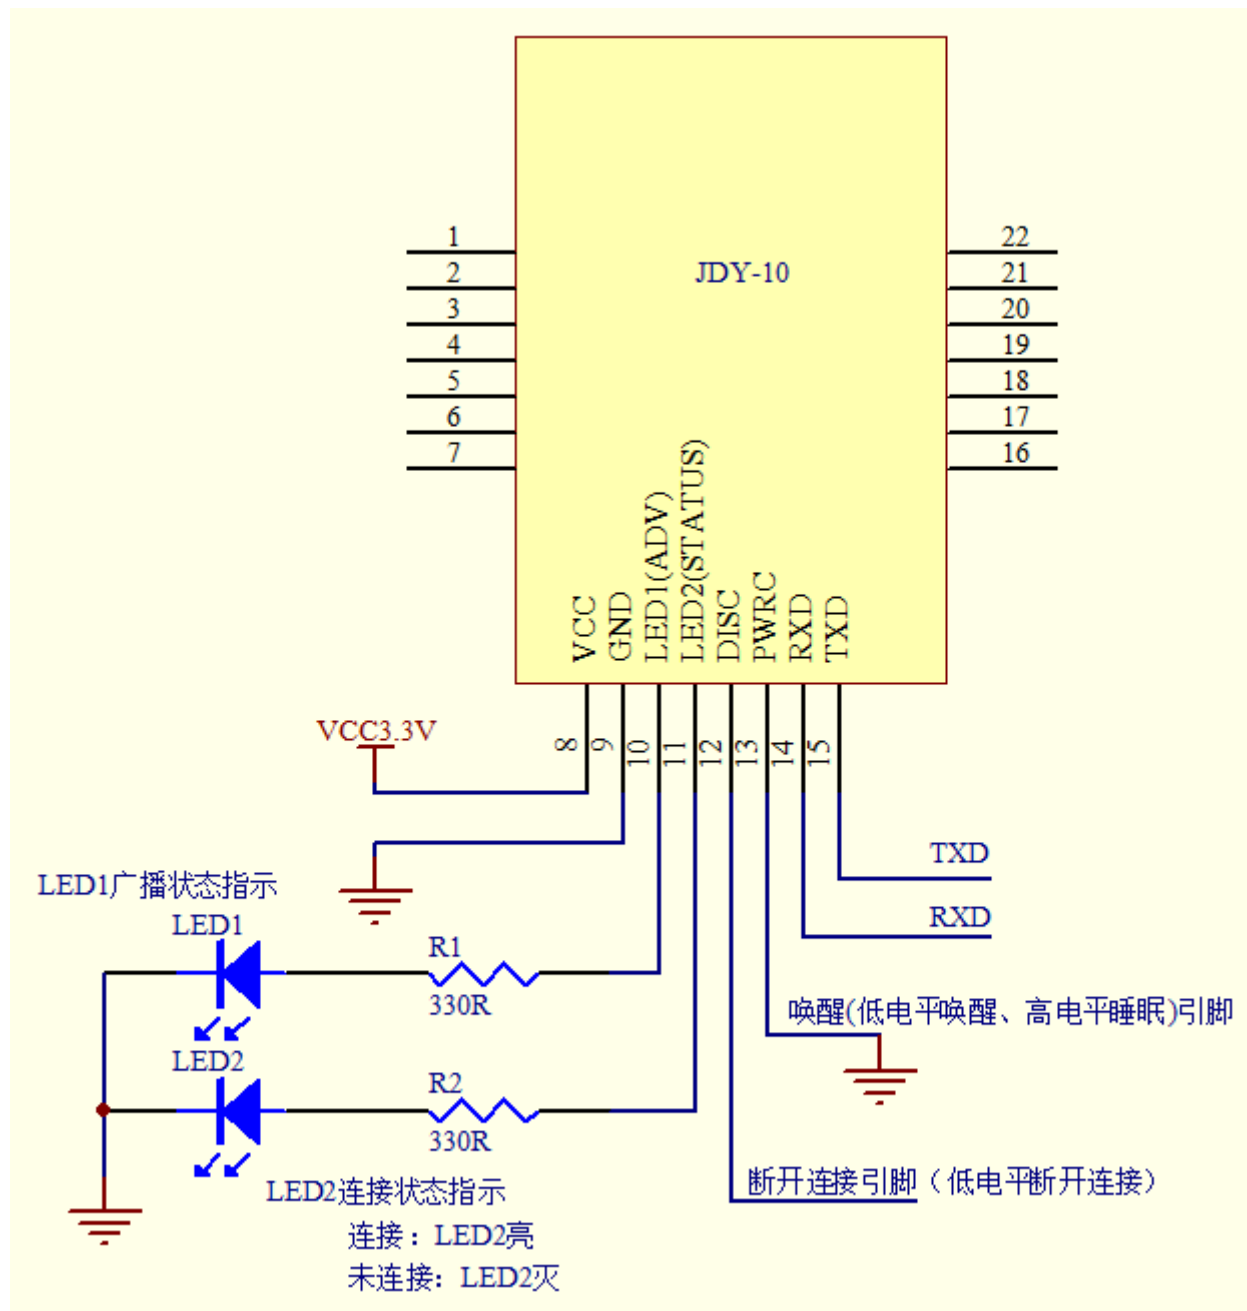 JDY-10
1
2
3
4
5
6
7
22
21
20
19
18
17
16
VCC
GND
LED1(ADV)
LED2(STATUS)
DISC
PWRC
RXD
TXD
8
9
10
11
12
13
14
15
VCC3.3V
TXD
RXD
LED1广播状态指示
LED1
R1
330R
唤醒(低电平唤醒、高电平睡眠)引脚
LED2
R2
330R
断开连接引脚（低电平断开连接）
LED2连接状态指示
连接：LED2亮
未连接：LED2灭